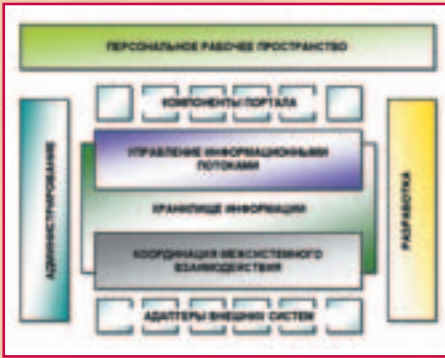 ПЕРСОНАЛЬНОЕ РАБОЧЕЕ ПРОСТРАНСТВО
КОМПОНЕНТЫ ПОРТАЛА
АДМИНИСТРИРОВАНИЕ
УПРАВЛЕНИЕ ИНФОРМАЦИОННЫМИ
ПОТОКАМИ
ХРАНИЛИЩЕ ИНФОРМАЦИИ
КООРДИНАЦИЯ МЕЖСИСТЕМНОГО
ВЗАИМОДЕЙСТВИЯ
РАЗРАБОТКА
АДАПТЕРЫ ВНЕШНИХ СИСТЕМ